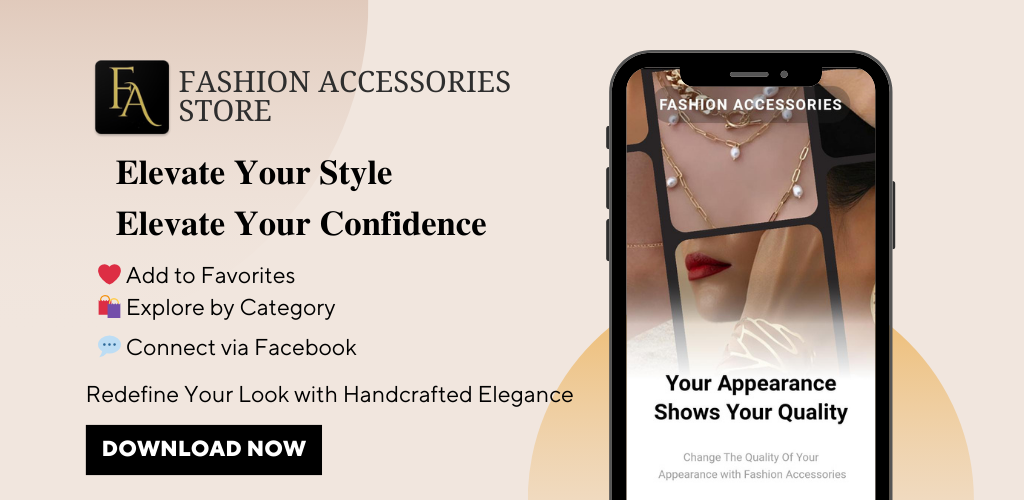 FA
FASHION ACCESSORIES
STORE
Elevate Your Style
Elevate Your Confidence
Add to Favorites
Explore by Category
Connect via Facebook
Redefine Your Look with Handcrafted Elegance
DOWNLOAD NOW
FASHION ACCESSORIES
Your Appearance
Shows Your Quality
Change The Quality Of Your
Appearance with Fashion Accessories